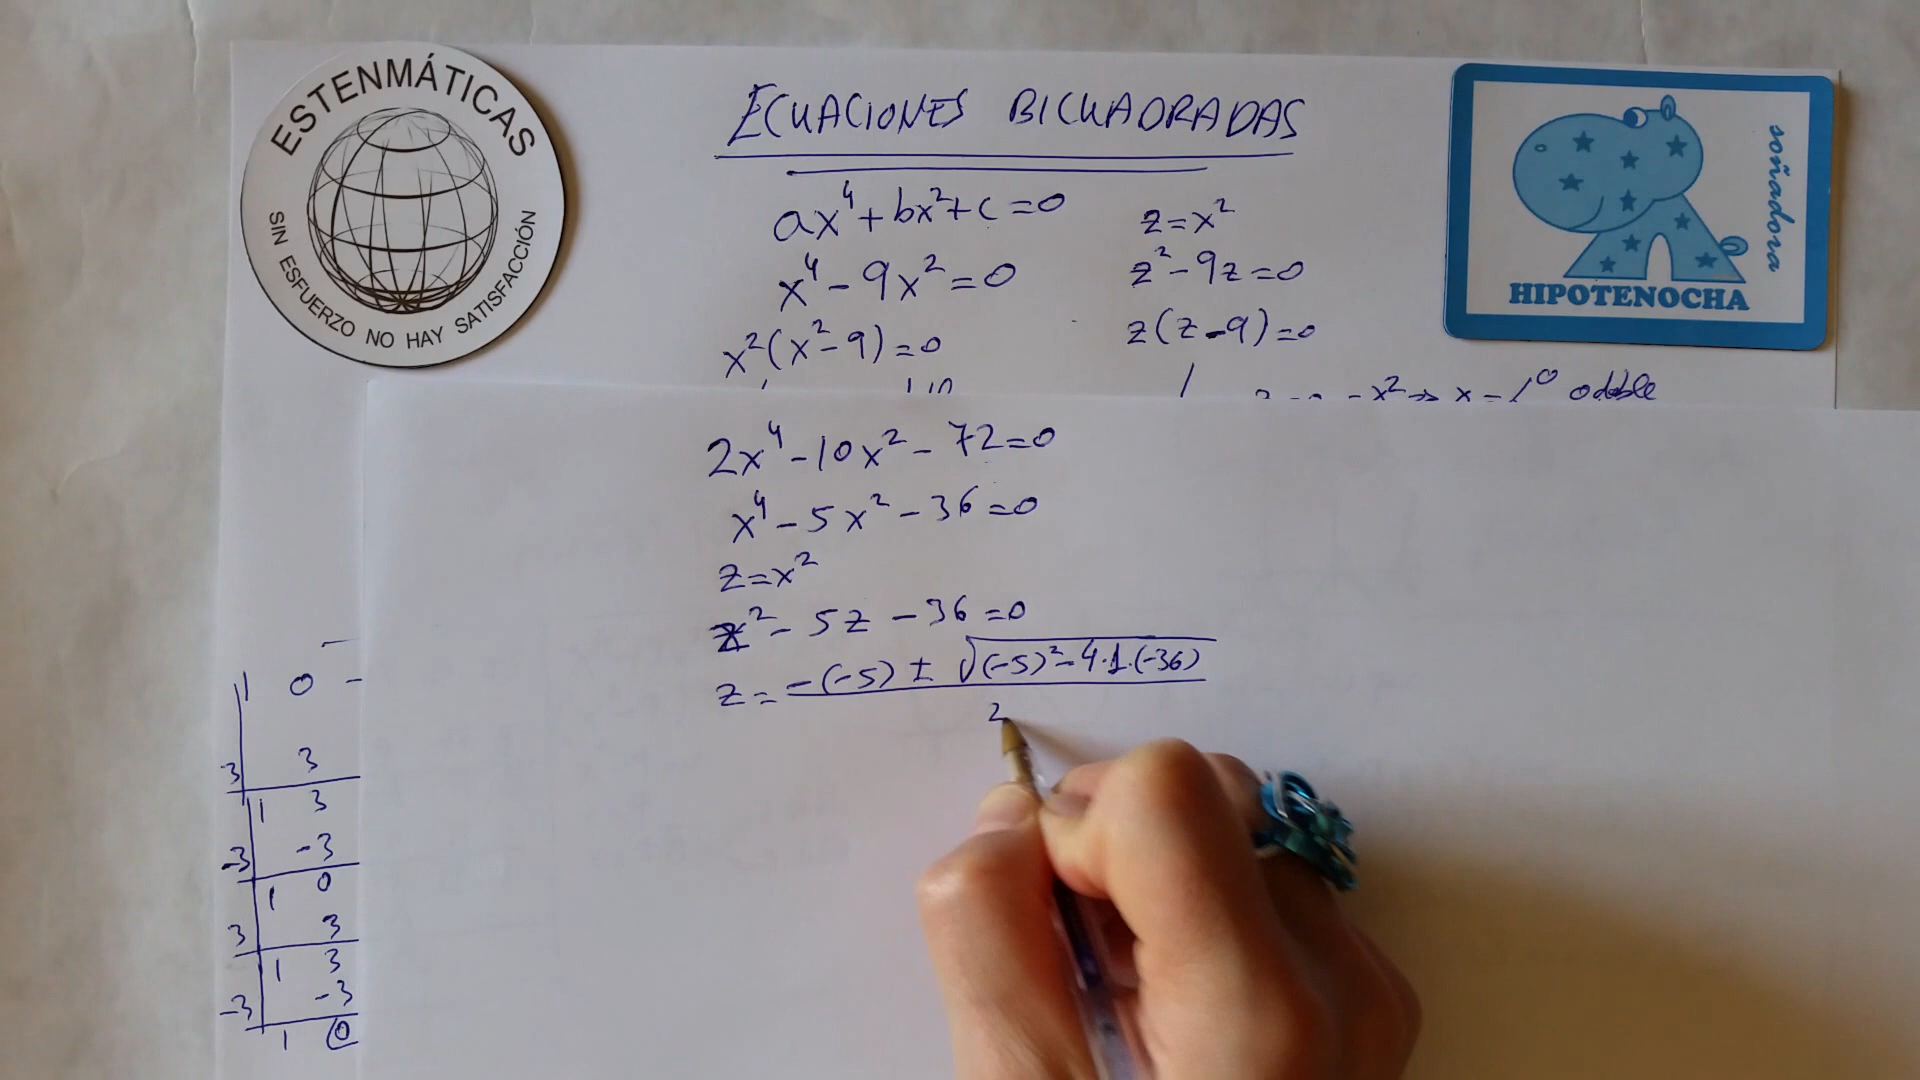 ESTENMÁTICAS
SIN ESFUERZO NO HAY SATISFACCIÓN
ECUACIONES BICUADRADAS
ax⁴+bx²+c=0
z=x²
x⁴-9x²=0
z²-9z=0
x²(x²-9)=0
z(z-9)=0
soñadora
HIPOTENOCHA
x²→ x= 0 doble
2x⁴-10x²-72=0
x⁴-5x²-36=0
z=x²
z²-5z-36=0
z=-(-5)±√(-5)²-4·1·(-36)
2
1 0 -
3 3
1 3
-3 -3
1 0
3 3
1 3
-3 -3
1 0